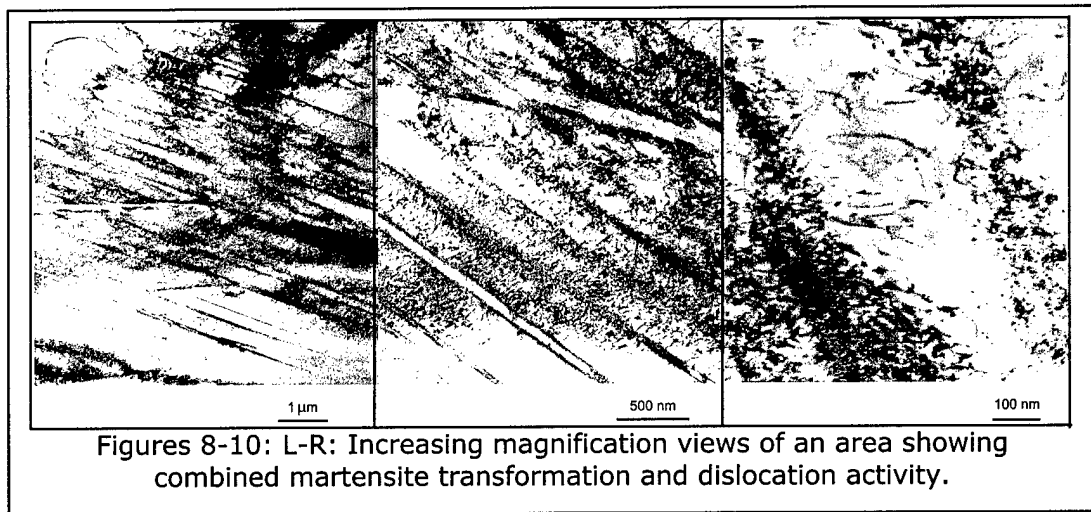 1 μm
500 nm
100 nm
Figures 8-10: L-R: Increasing magnification views of an area showing
combined martensite transformation and dislocation activity.